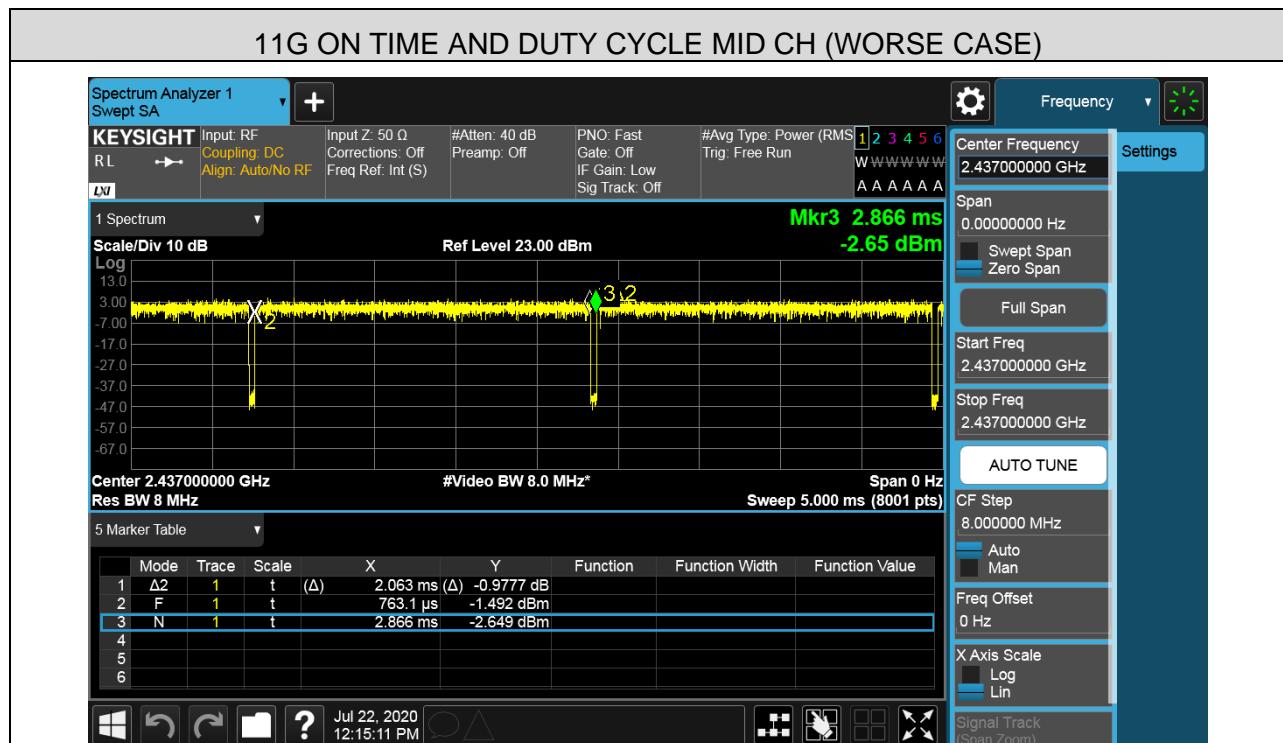 11G ON TIME AND DUTY CYCLE MID CH (WORSE CASE)
Spectrum Analyzer 1
Swept SA
+
Frequency
KEYSIGHT
RL
LXI
Input: RF
Coupling: DC
Align: Auto/No RF
Input Z: 50 Ω
Corrections: Off
Freq Ref: Int (S)
#Atten: 40 dB
Preamp: Off
PNO: Fast
Gate: Off
IF Gain: Low
Sig Track: Off
#Avg Type: Power (RMS
Trig: Free Run
1 2 3 4 5 6
W W W W W W
A A A A A A
1 Spectrum
Mkr3 2.866 ms
Scale/Div 10 dB
Ref Level 23.00 dBm
-2.65 dBm
Log
13.0
3.00
-7.00
-17.0
-27.0
-37.0
-47.0
-57.0
-67.0
2
3
2
Center 2.437000000 GHz
#Video BW 8.0 MHz*
Span 0 Hz
Res BW 8 MHz
Sweep 5.000 ms (8001 pts)
5 Marker Table
Mode Trace Scale X Y Function Function Width Function Value
1 Δ2 1 t (Δ) 2.063 ms (Δ) -0.9777 dB
2 F 1 t 763.1 µs -1.492 dBm
3 N 1 t 2.866 ms -2.649 dBm
4
5
6
?
Jul 22, 2020
12:15:11 PM
Center Frequency
2.437000000 GHz
Settings
Span
0.00000000 Hz
Swept Span
Zero Span
Full Span
Start Freq
2.437000000 GHz
Stop Freq
2.437000000 GHz
AUTO TUNE
CF Step
8.000000 MHz
Auto
Man
Freq Offset
0 Hz
X Axis Scale
Log
Lin
Signal Track
(Span Zoom)